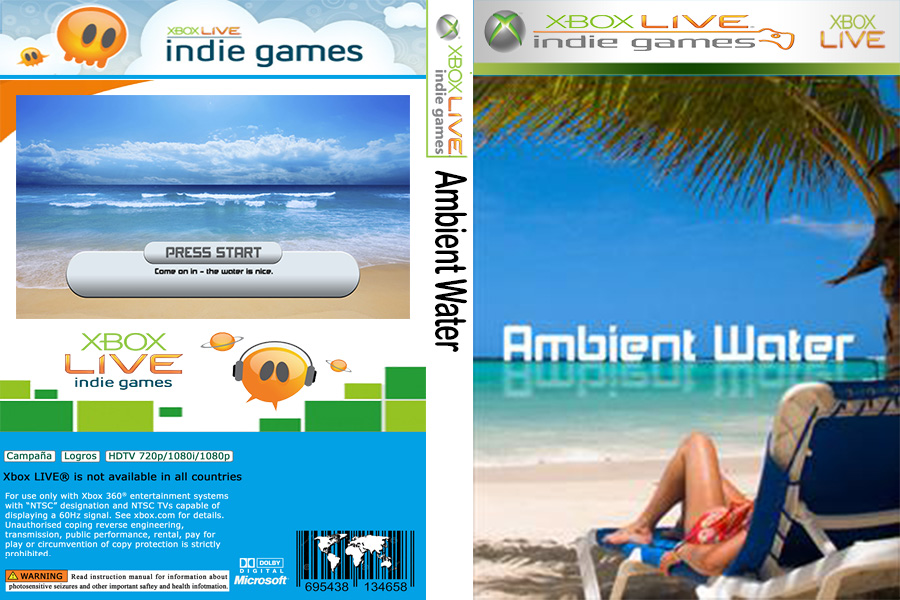 XBOX LIVE
indie games
PRESS START
Come on in - the water is nice.
XBOX
LIVE
indie games
Campaña Logros HDTV 720p/1080i/1080p
Xbox LIVE® is not available in all countries
For use only with Xbox 360® entertainment systems
with "NTSC" designation and NTSC TVs capable of
displaying a 60Hz signal. See xbox.com for details.
Unauthorised coping reverse engineering,
transmission, public performance, rental, pay for
play or circumvention of copy protection is strictly
prohibited.
WARNING Read instruction manual for information about
photosensitive seizures and other important saftey and health infotmation.
DOLBY
DIGITAL
Microsoft
695438 134658
XBOX LIVE
indie games
Ambient Water
XBOX LIVE
indie games
XBOX
LIVE
Ambient Water